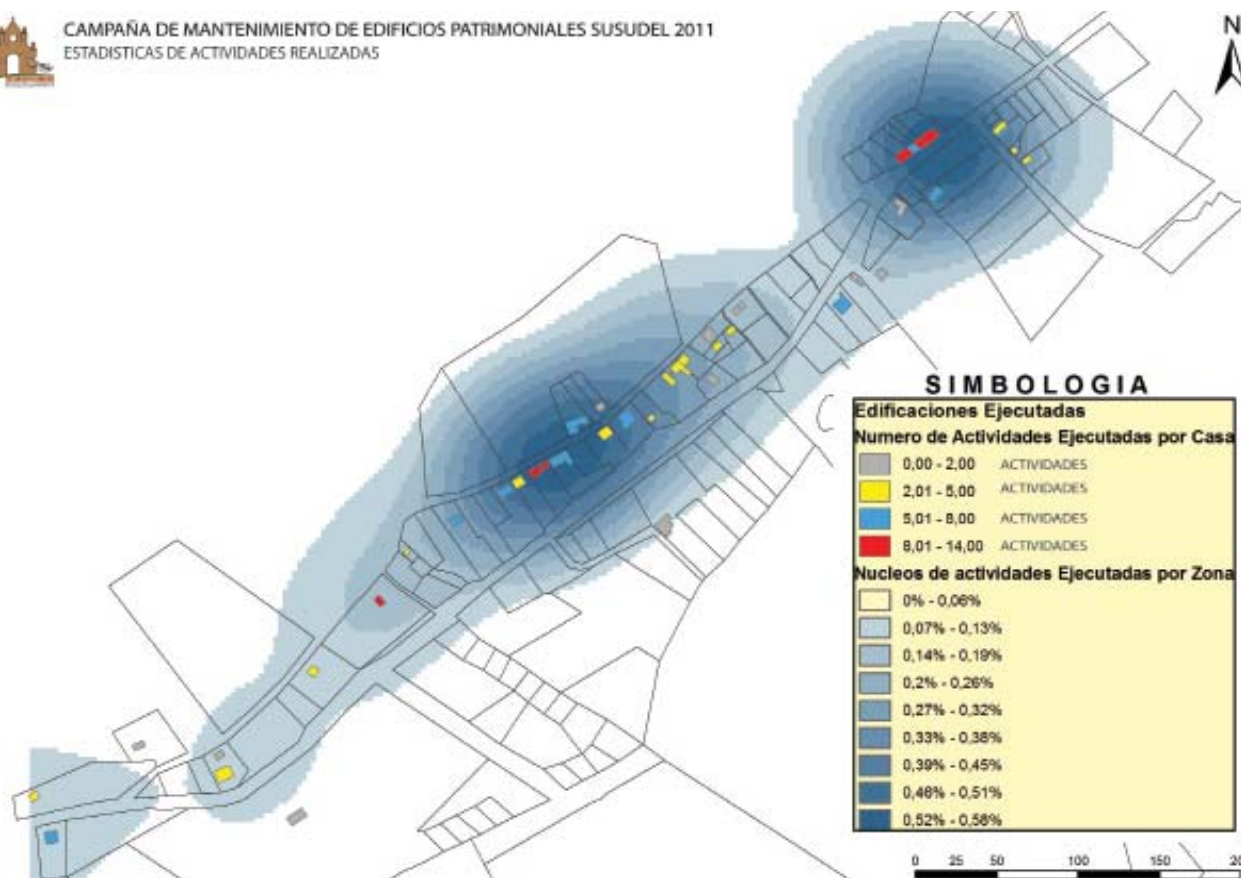 CAMPAÑA DE MANTENIMIENTO DE EDIFICIOS PATRIMONIALES SUSUDEL 2011
ESTADISTICAS DE ACTIVIDADES REALIZADAS
N
SIMBOLOGIA
Edificaciones Ejecutadas
Numero de Actividades Ejecutadas por Casa
0,00 - 2,00 ACTIVIDADES
2,01 - 5,00 ACTIVIDADES
5,01 - 8,00 ACTIVIDADES
8,01 - 14,00 ACTIVIDADES
Nucleos de actividades Ejecutadas por Zona
0% - 0,06%
0,07% - 0,13%
0,14% - 0,19%
0,2% - 0,26%
0,27% - 0,32%
0,33% - 0,38%
0,39% - 0,45%
0,46% - 0,51%
0,52% - 0,58%
0 25 50 100 150